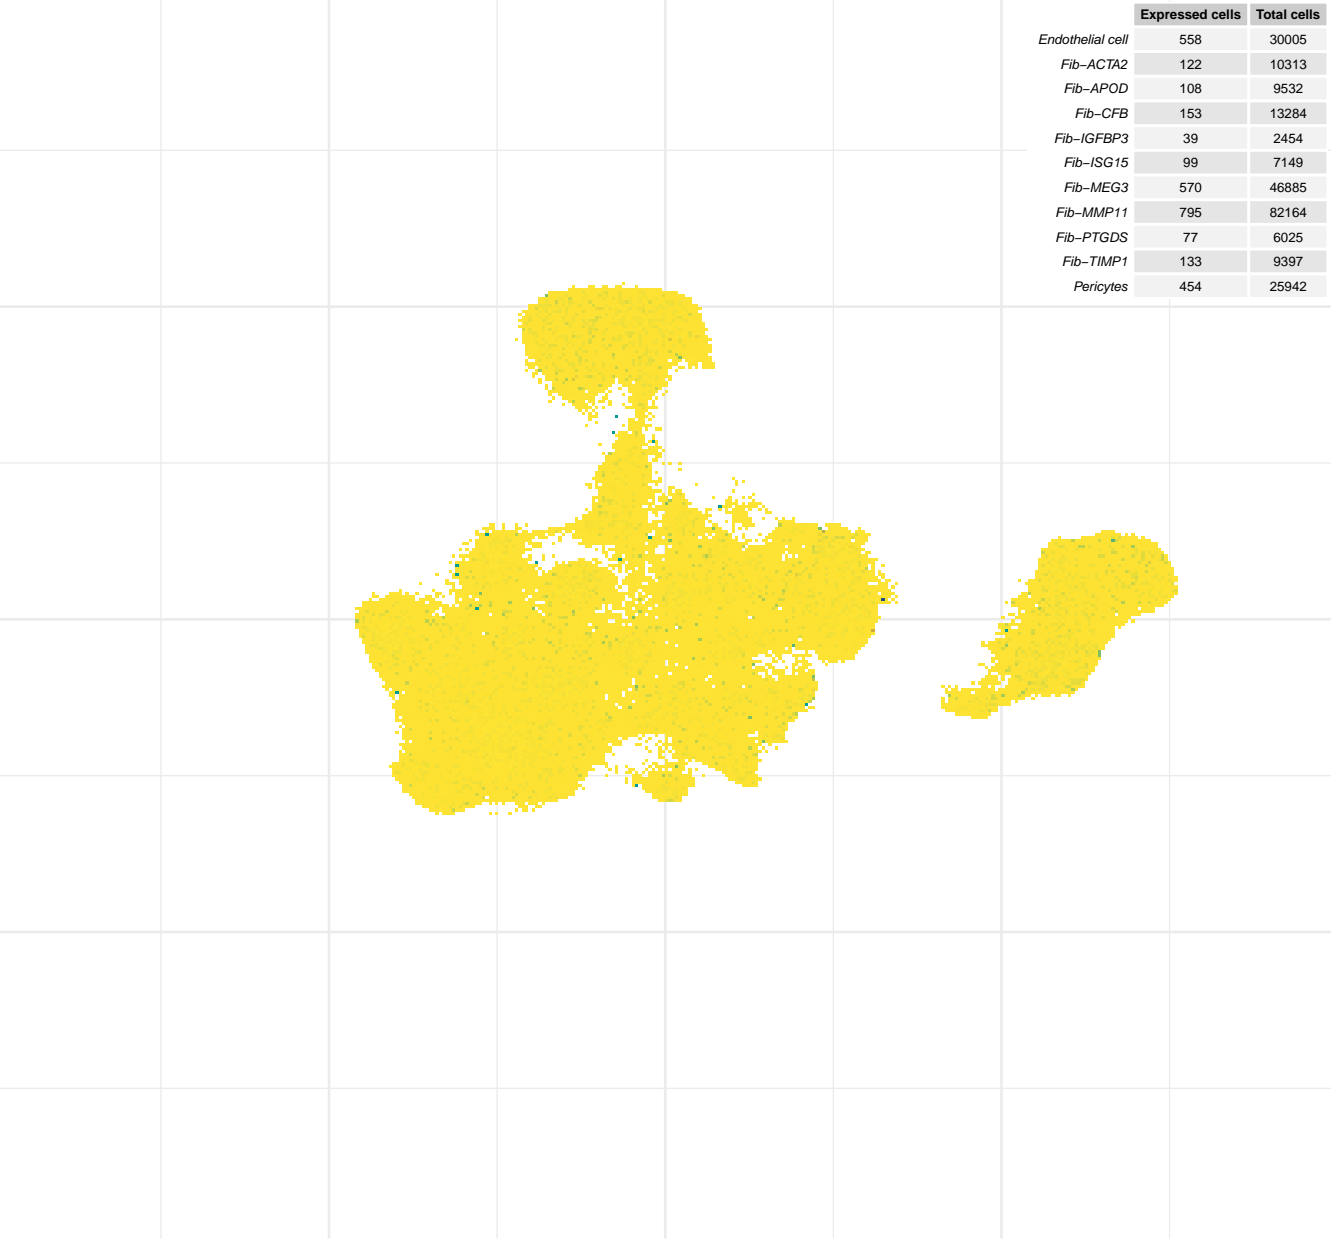 Expressed cells Total cells
Endothelial cell 558 30005
Fib−ACTA2 122 10313
Fib−APOD 108 9532
Fib−CFB 153 13284
Fib−IGFBP3 39 2454
Fib−ISG15 99 7149
Fib−MEG3 570 46885
Fib−MMP11 795 82164
Fib−PTGDS 77 6025
Fib−TIMP1 133 9397
Pericytes 454 25942